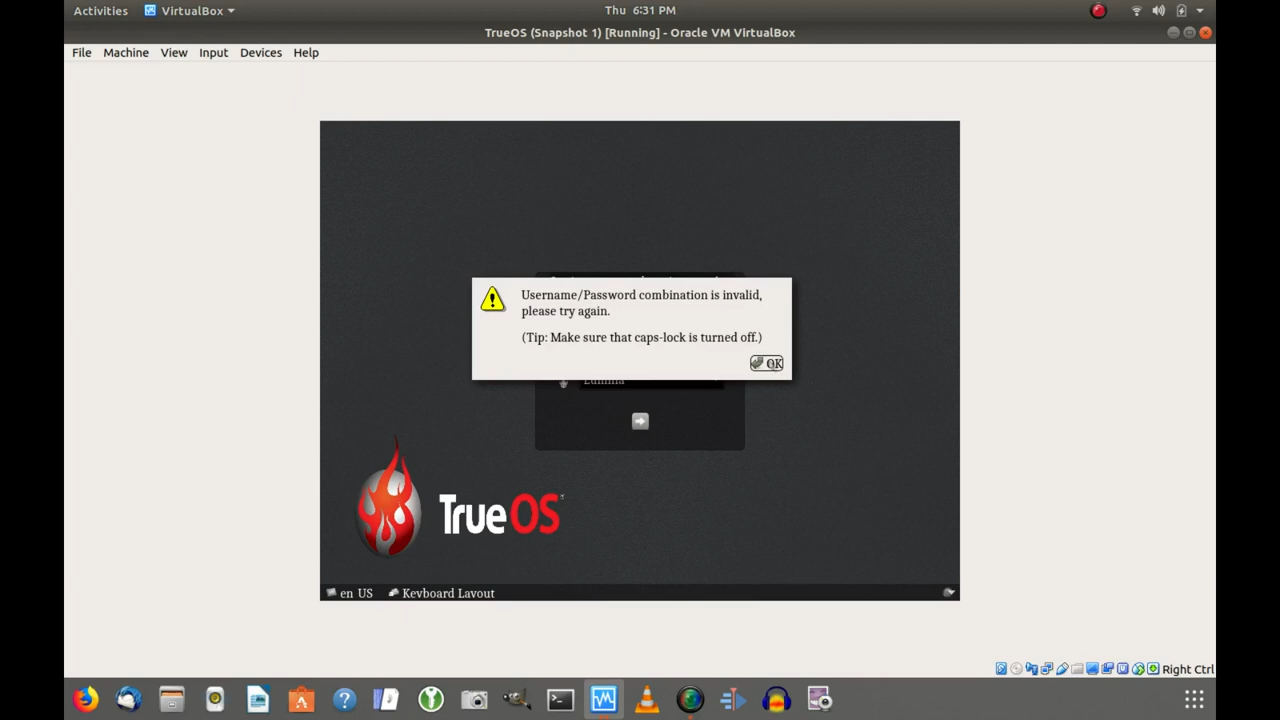 Activities VirtualBox Thu 6:31 PM
TrueOS (Snapshot 1) [Running] - Oracle VM VirtualBox
File Machine View Input Devices Help
Username/Password combination is invalid,
please try again.
(Tip: Make sure that caps-lock is turned off.)
OK
Lumina
TrueOS
en US Keyboard Layout
Right Ctrl